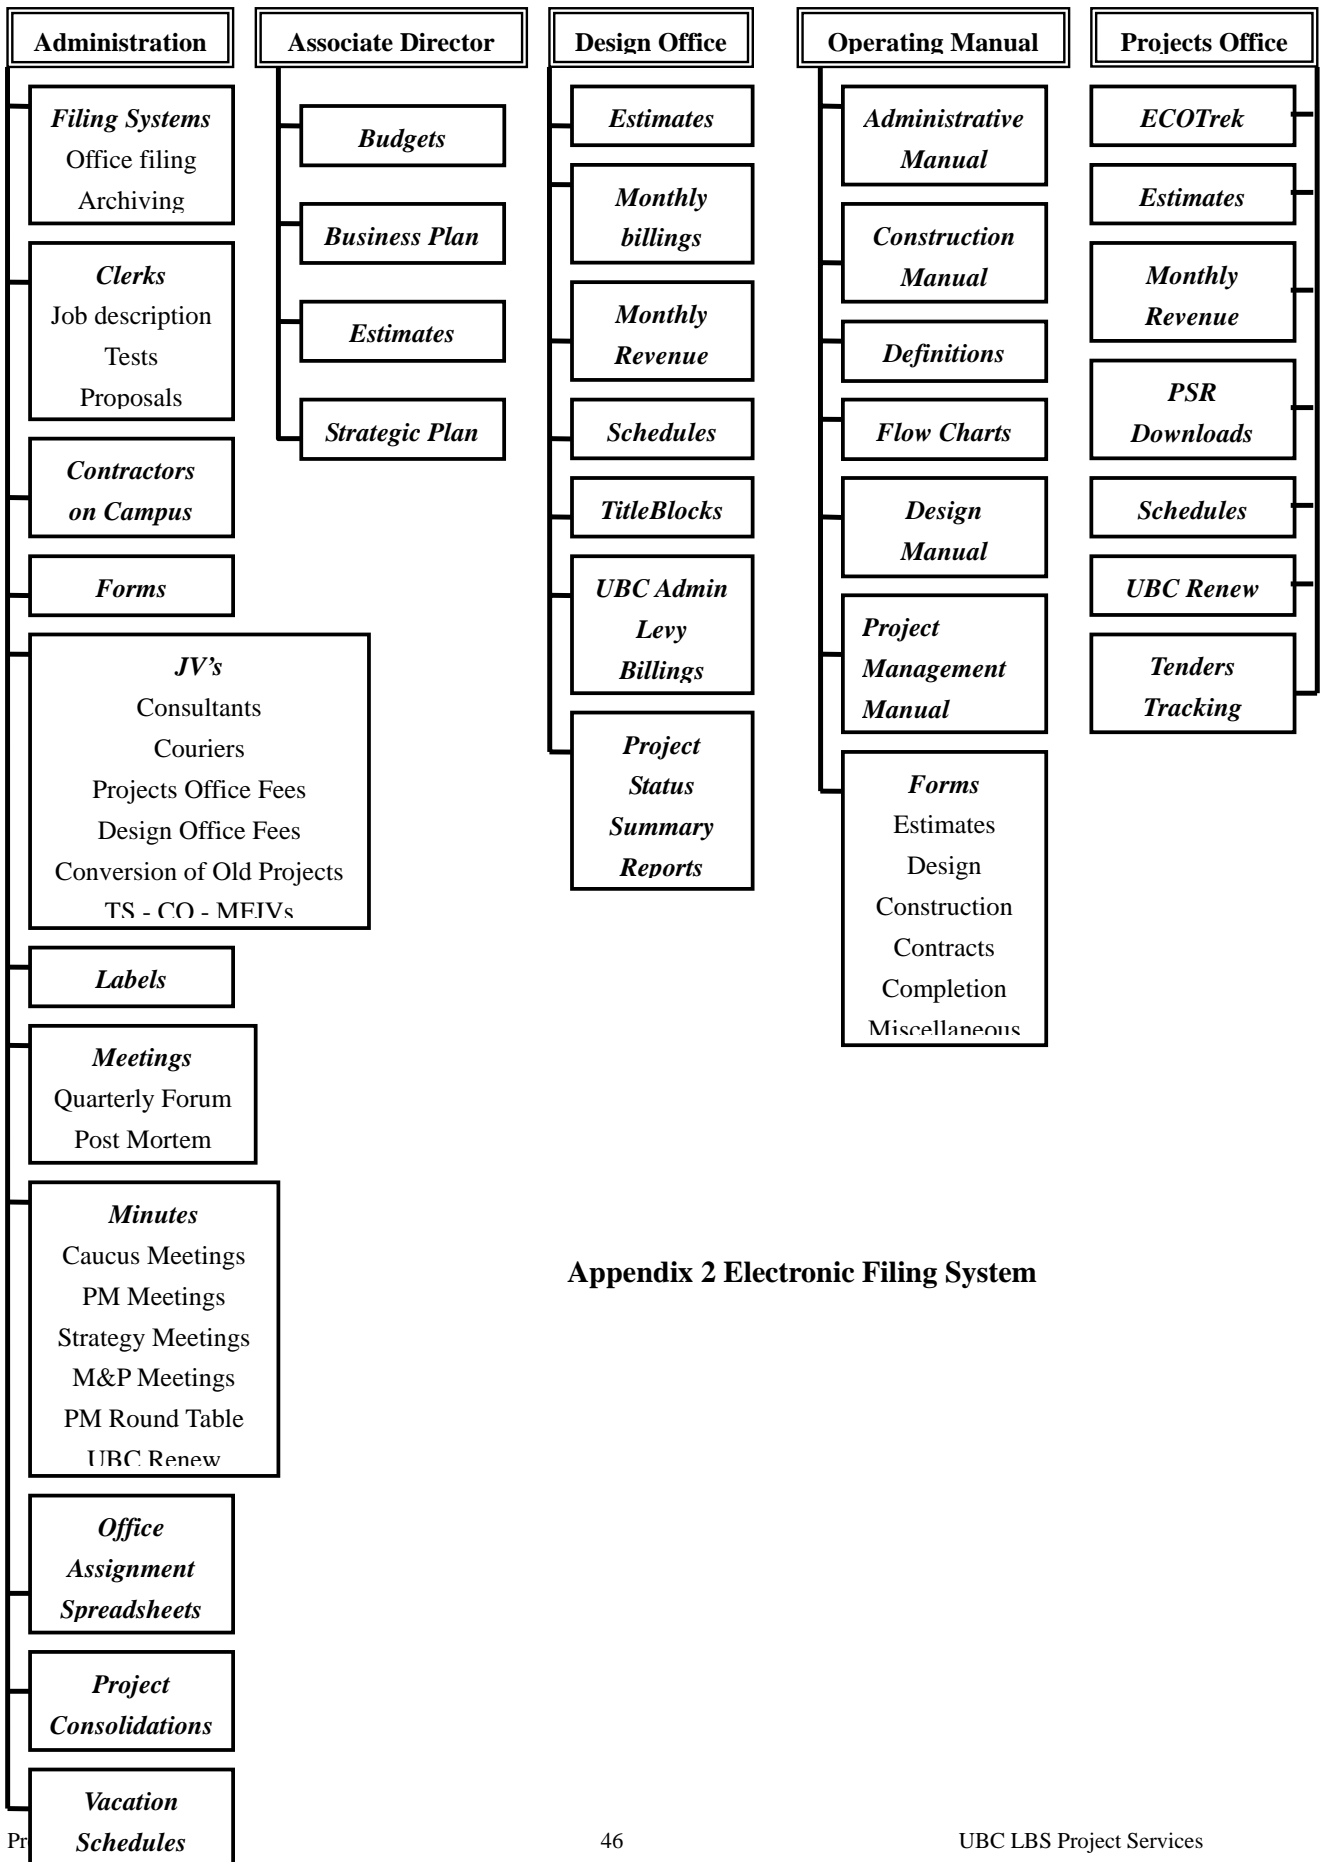 Administration
Filing Systems
Office filing
Archiving
Clerks
Job description
Tests
Proposals
Contractors
on Campus
Forms
JV’s
Consultants
Couriers
Projects Office Fees
Design Office Fees
Conversion of Old Projects
TS - CO - MFJVs
Labels
Meetings
Quarterly Forum
Post Mortem
Minutes
Caucus Meetings
PM Meetings
Strategy Meetings
M&P Meetings
PM Round Table
UBC Renew
Office
Assignment
Spreadsheets
Project
Consolidations
Vacation
Schedules
Associate Director
Budgets
Business Plan
Estimates
Strategic Plan
Design Office
Estimates
Monthly
billings
Monthly
Revenue
Schedules
TitleBlocks
UBC Admin
Levy
Billings
Project
Status
Summary
Reports
Operating Manual
Administrative
Manual
Construction
Manual
Definitions
Flow Charts
Design
Manual
Project
Management
Manual
Forms
Estimates
Design
Construction
Contracts
Completion
Miscellaneous
Projects Office
ECOTrek
Estimates
Monthly
Revenue
PSR
Downloads
Schedules
UBC Renew
Tenders
Tracking
Appendix 2 Electronic Filing System
46
UBC LBS Project Services